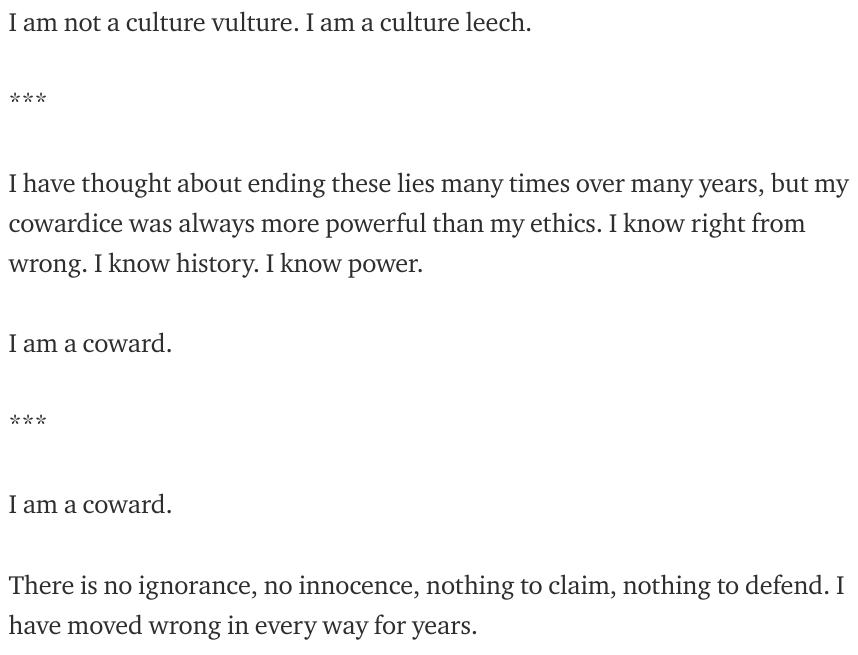 I am not a culture vulture. I am a culture leech.
***
I have thought about ending these lies many times over many years, but my
cowardice was always more powerful than my ethics. I know right from
wrong. I know history. I know power.
I am a coward.
***
I am a coward.
There is no ignorance, no innocence, nothing to claim, nothing to defend. I
have moved wrong in every way for years.